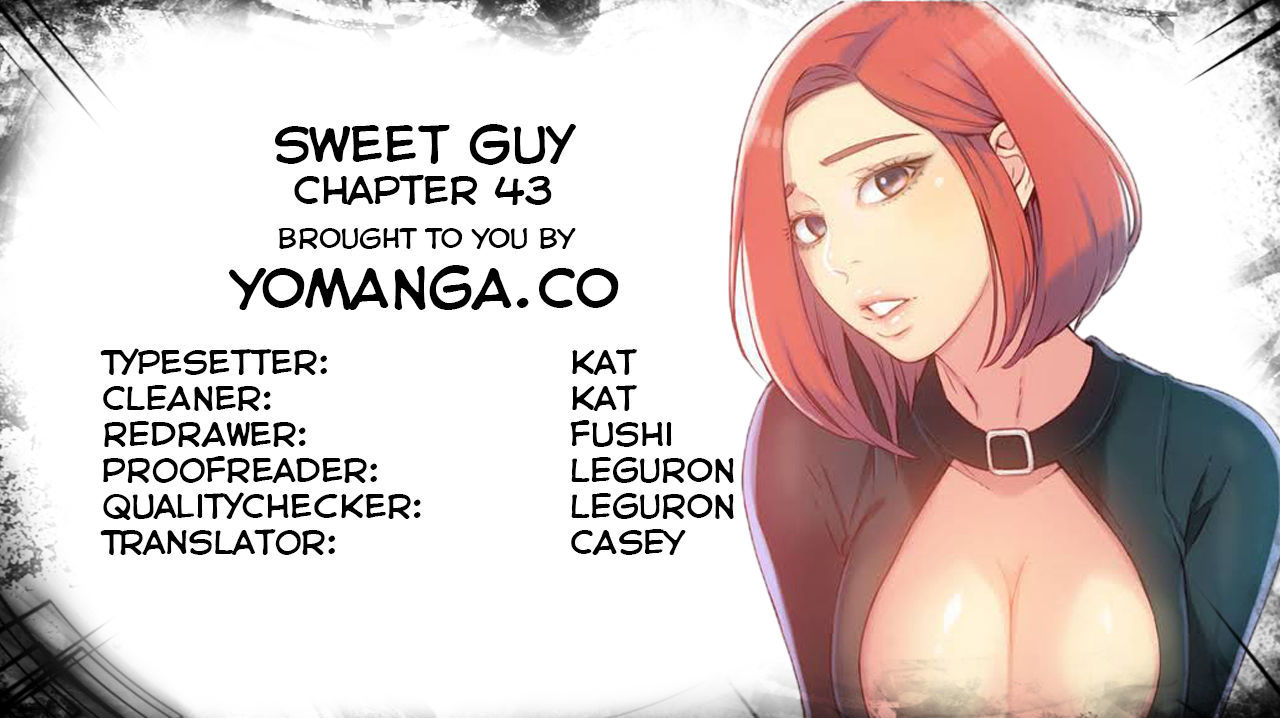 SWEET GUY
CHAPTER 43
BROUGHT TO YOU BY
YOMANGA.CO
TYPESETTER: KAT
CLEANER: KAT
REDRAWER: FUSHI
PROOFREADER: LEGURON
QUALITYCHECKER: LEGURON
TRANSLATOR: CASEY